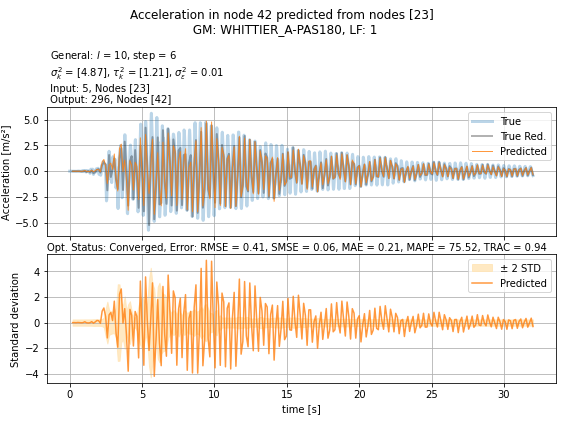 Acceleration in node 42 predicted from nodes [23]
GM: WHITTIER_A-PAS180, LF: 1
General: l = 10, step = 6
σ²ₖ = [4.87], τ²ₖ = [1.21], σ²ε = 0.01
Input: 5, Nodes [23]
Output: 296, Nodes [42]
Acceleration [m/s²]
5.0
2.5
0.0
−2.5
−5.0
True
True Red.
Predicted
Opt. Status: Converged, Error: RMSE = 0.41, SMSE = 0.06, MAE = 0.21, MAPE = 75.52, TRAC = 0.94
Standard deviation
4
2
0
−2
−4
± 2 STD
Predicted
0 5 10 15 20 25 30
time [s]